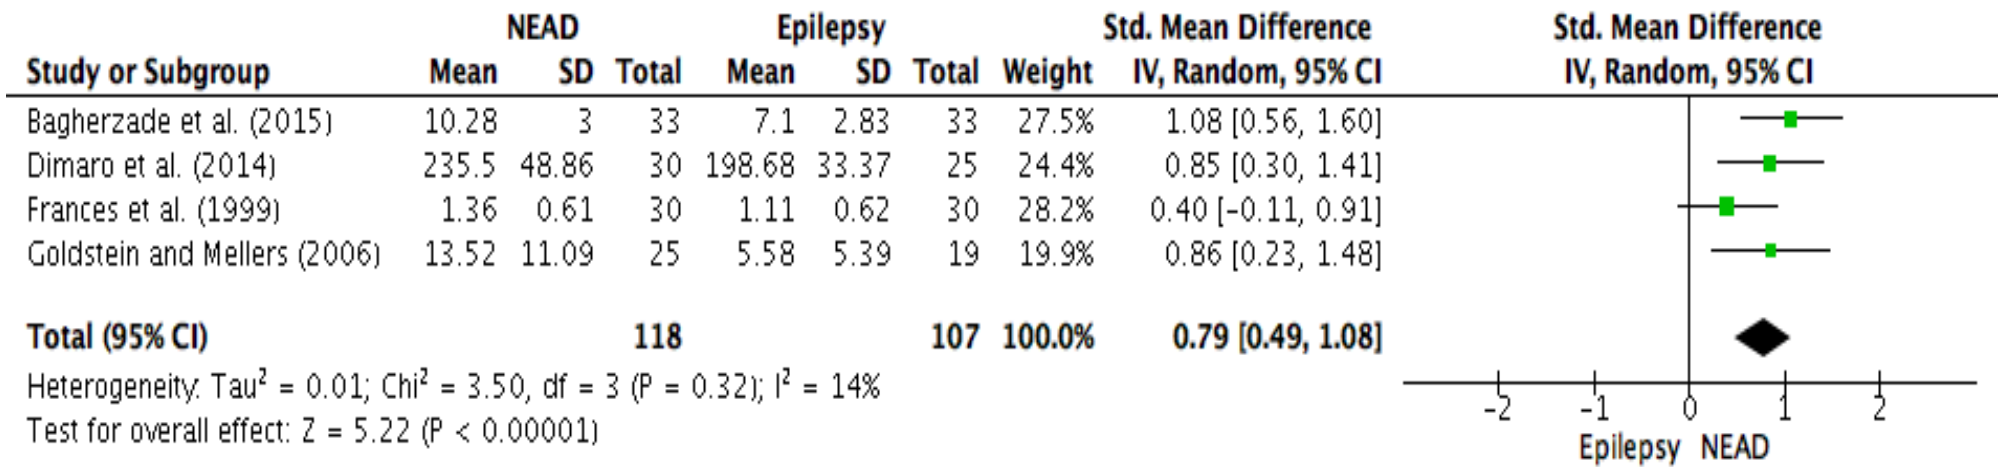 NEAD Epilepsy Std. Mean Difference Std. Mean Difference
Study or Subgroup Mean SD Total Mean SD Total Weight IV, Random, 95% CI IV, Random, 95% CI
Bagherzade et al. (2015) 10.28 3 33 7.1 2.83 33 27.5% 1.08 [0.56, 1.60]
Dimaro et al. (2014) 235.5 48.86 30 198.68 33.37 25 24.4% 0.85 [0.30, 1.41]
Frances et al. (1999) 1.36 0.61 30 1.11 0.62 30 28.2% 0.40 [−0.11, 0.91]
Goldstein and Mellers (2006) 13.52 11.09 25 5.58 5.39 19 19.9% 0.86 [0.23, 1.48]
Total (95% CI) 118 107 100.0% 0.79 [0.49, 1.08]
Heterogeneity: Tau² = 0.01; Chi² = 3.50, df = 3 (P = 0.32); I² = 14%
Test for overall effect: Z = 5.22 (P < 0.00001)
−2 −1 0 1 2
Epilepsy NEAD